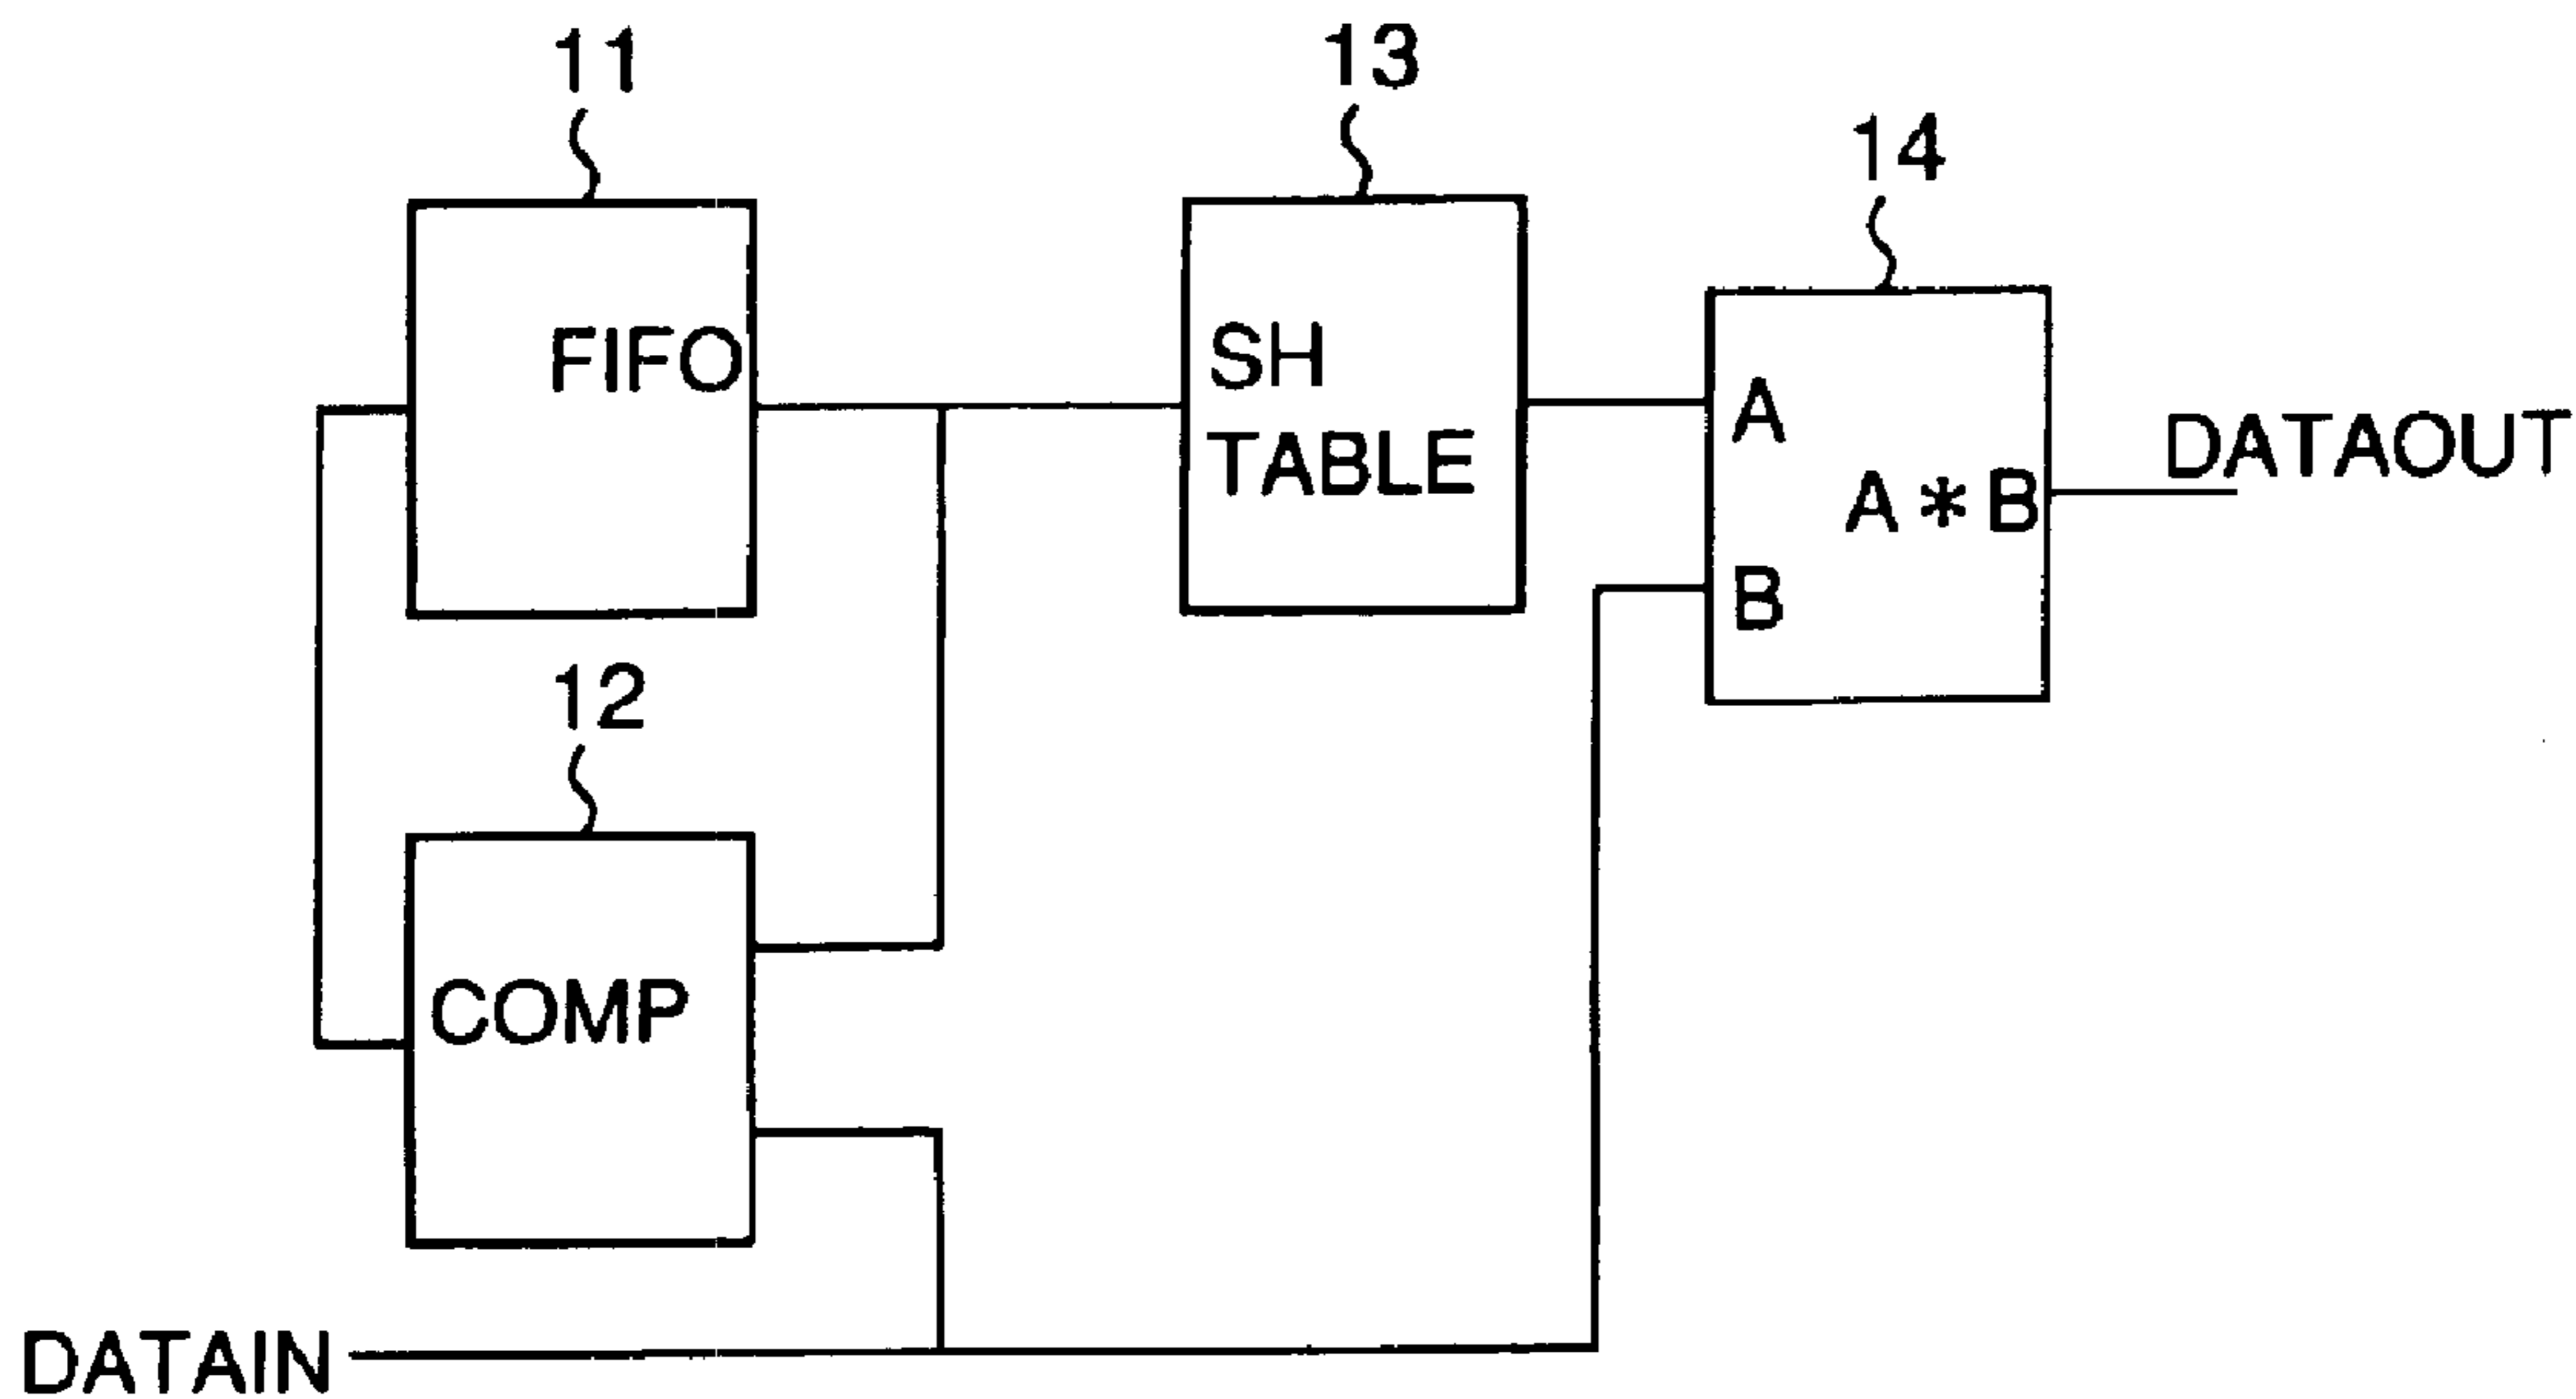 11
13
14
FIFO
SH
TABLE
A
A*B
B
DATAOUT
12
COMP
DATAIN